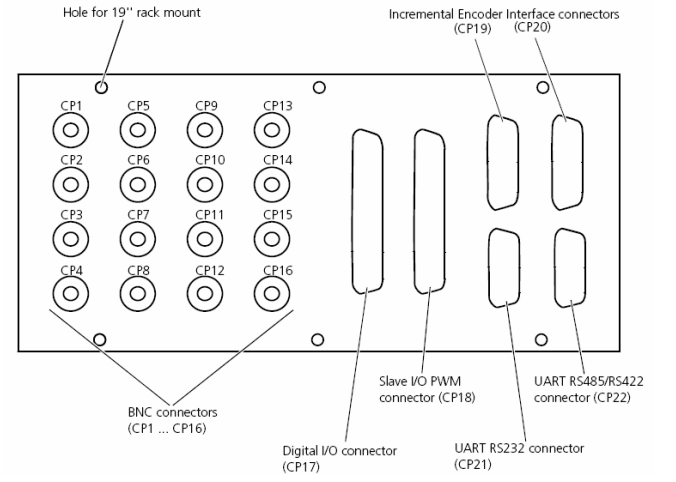 Hole for 19" rack mount
Incremental Encoder Interface connectors
(CP19)
(CP20)
CP1
CP5
CP9
CP13
CP2
CP6
CP10
CP14
CP3
CP7
CP11
CP15
CP4
CP8
CP12
CP16
Slave I/O PWM
connector (CP18)
UART RS485/RS422
connector (CP22)
BNC connectors
(CP1 ... CP16)
Digital I/O connector
(CP17)
UART RS232 connector
(CP21)